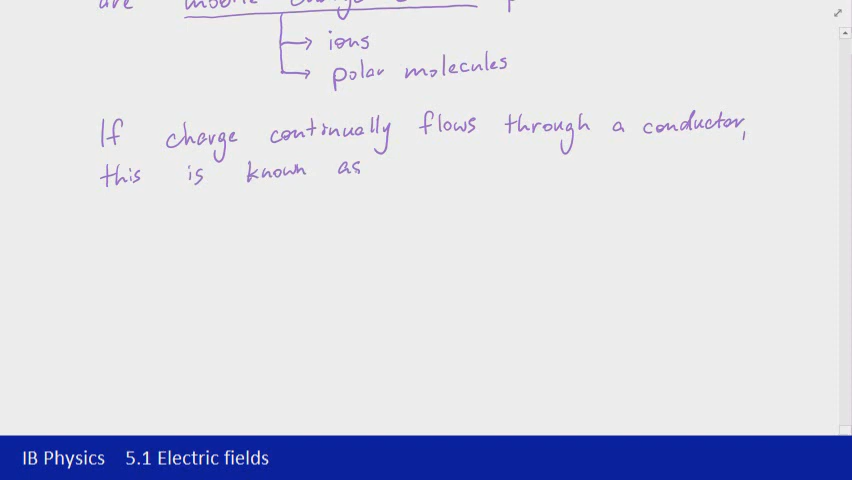 are
ions
polar molecules
If charge continually flows through a conductor,
this is known as
IB Physics 5.1 Electric fields